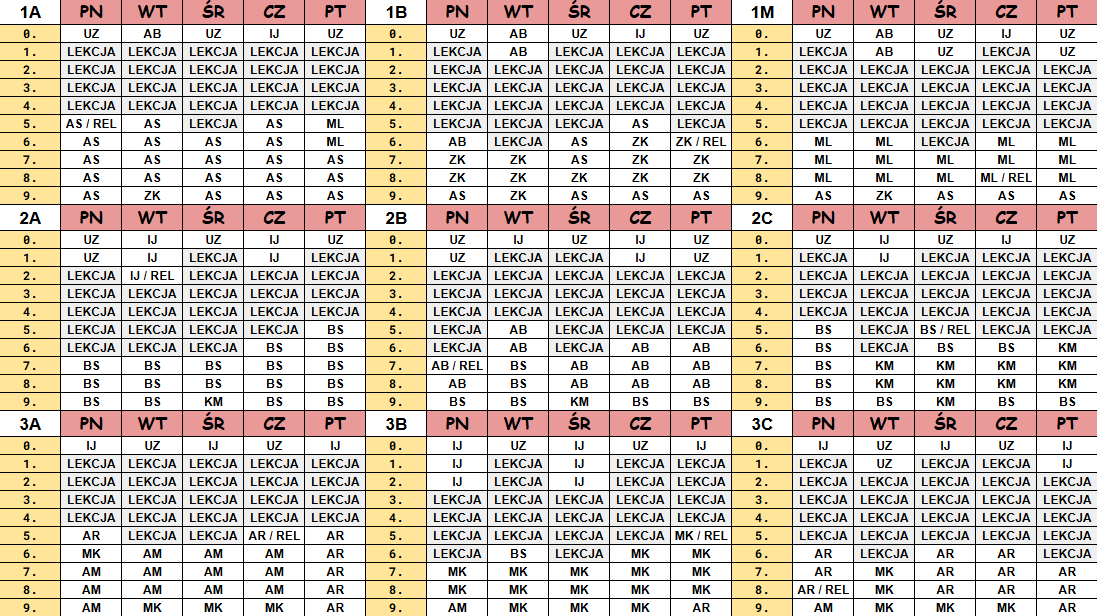 1A PN WT ŚR CZ PT 1B PN WT ŚR CZ PT 1M PN WT ŚR CZ PT
0. UZ AB UZ IJ UZ 0. UZ AB UZ IJ UZ 0. UZ AB UZ IJ UZ
1. LEKCJA LEKCJA LEKCJA LEKCJA LEKCJA 1. LEKCJA AB LEKCJA LEKCJA LEKCJA 1. LEKCJA AB UZ LEKCJA UZ
2. LEKCJA LEKCJA LEKCJA LEKCJA LEKCJA 2. LEKCJA LEKCJA LEKCJA LEKCJA LEKCJA 2. LEKCJA LEKCJA LEKCJA LEKCJA LEKCJA
3. LEKCJA LEKCJA LEKCJA LEKCJA LEKCJA 3. LEKCJA LEKCJA LEKCJA LEKCJA LEKCJA 3. LEKCJA LEKCJA LEKCJA LEKCJA LEKCJA
4. LEKCJA LEKCJA LEKCJA LEKCJA LEKCJA 4. LEKCJA LEKCJA LEKCJA LEKCJA LEKCJA 4. LEKCJA LEKCJA LEKCJA LEKCJA LEKCJA
5. AS / REL AS LEKCJA AS ML 5. LEKCJA LEKCJA LEKCJA AS LEKCJA 5. LEKCJA LEKCJA LEKCJA LEKCJA LEKCJA
6. AS AS AS AS ML 6. AB LEKCJA AS ZK ZK / REL 6. ML ML LEKCJA ML ML
7. AS AS AS AS AS 7. ZK ZK AS ZK ZK 7. ML ML ML ML ML
8. AS AS AS AS AS 8. ZK ZK ZK ZK ZK 8. ML ML ML ML / REL ML
9. AS ZK AS AS AS 9. AS ZK AS AS AS 9. AS ZK AS AS AS
2A PN WT ŚR CZ PT 2B PN WT ŚR CZ PT 2C PN WT ŚR CZ PT
0. UZ IJ UZ IJ UZ 0. UZ IJ UZ IJ UZ 0. UZ IJ UZ IJ UZ
1. UZ IJ LEKCJA IJ LEKCJA 1. UZ LEKCJA LEKCJA IJ UZ 1. LEKCJA IJ LEKCJA LEKCJA LEKCJA
2. LEKCJA IJ / REL LEKCJA LEKCJA LEKCJA 2. LEKCJA LEKCJA LEKCJA LEKCJA LEKCJA 2. LEKCJA LEKCJA LEKCJA LEKCJA LEKCJA
3. LEKCJA LEKCJA LEKCJA LEKCJA LEKCJA 3. LEKCJA LEKCJA LEKCJA LEKCJA LEKCJA 3. LEKCJA LEKCJA LEKCJA LEKCJA LEKCJA
4. LEKCJA LEKCJA LEKCJA LEKCJA LEKCJA 4. LEKCJA LEKCJA LEKCJA LEKCJA LEKCJA 4. LEKCJA LEKCJA LEKCJA LEKCJA LEKCJA
5. LEKCJA LEKCJA LEKCJA LEKCJA BS 5. LEKCJA AB LEKCJA LEKCJA LEKCJA 5. BS LEKCJA BS / REL LEKCJA LEKCJA
6. LEKCJA LEKCJA LEKCJA BS BS 6. LEKCJA AB LEKCJA AB AB 6. BS LEKCJA BS BS KM
7. BS BS BS BS BS 7. AB / REL BS AB AB AB 7. BS KM KM KM KM
8. BS BS BS BS BS 8. AB BS AB AB AB 8. BS KM KM KM KM
9. BS BS KM BS BS 9. BS BS KM BS BS 9. BS BS KM BS BS
3A PN WT ŚR CZ PT 3B PN WT ŚR CZ PT 3C PN WT ŚR CZ PT
0. IJ UZ IJ UZ IJ 0. IJ UZ IJ UZ IJ 0. IJ UZ IJ UZ IJ
1. LEKCJA LEKCJA LEKCJA LEKCJA LEKCJA 1. IJ LEKCJA IJ LEKCJA LEKCJA 1. LEKCJA UZ LEKCJA LEKCJA IJ
2. LEKCJA LEKCJA LEKCJA LEKCJA LEKCJA 2. IJ LEKCJA IJ LEKCJA LEKCJA 2. LEKCJA LEKCJA LEKCJA LEKCJA LEKCJA
3. LEKCJA LEKCJA LEKCJA LEKCJA LEKCJA 3. LEKCJA LEKCJA LEKCJA LEKCJA LEKCJA 3. LEKCJA LEKCJA LEKCJA LEKCJA LEKCJA
4. LEKCJA LEKCJA LEKCJA LEKCJA LEKCJA 4. LEKCJA LEKCJA LEKCJA LEKCJA LEKCJA 4. LEKCJA LEKCJA LEKCJA LEKCJA LEKCJA
5. AR LEKCJA LEKCJA AR / REL AR 5. LEKCJA LEKCJA LEKCJA LEKCJA MK / REL 5. LEKCJA LEKCJA LEKCJA LEKCJA LEKCJA
6. MK AM AM AM AR 6. LEKCJA BS LEKCJA MK MK 6. AR LEKCJA AR AR LEKCJA
7. AM AM AM AM AR 7. MK MK MK MK MK 7. AR MK AR AR AR
8. AM AM AM AM AR 8. MK MK MK MK MK 8. AR / REL MK AR AR AR
9. AM MK MK MK AR 9. AM MK MK MK AR 9. AM MK MK MK AR